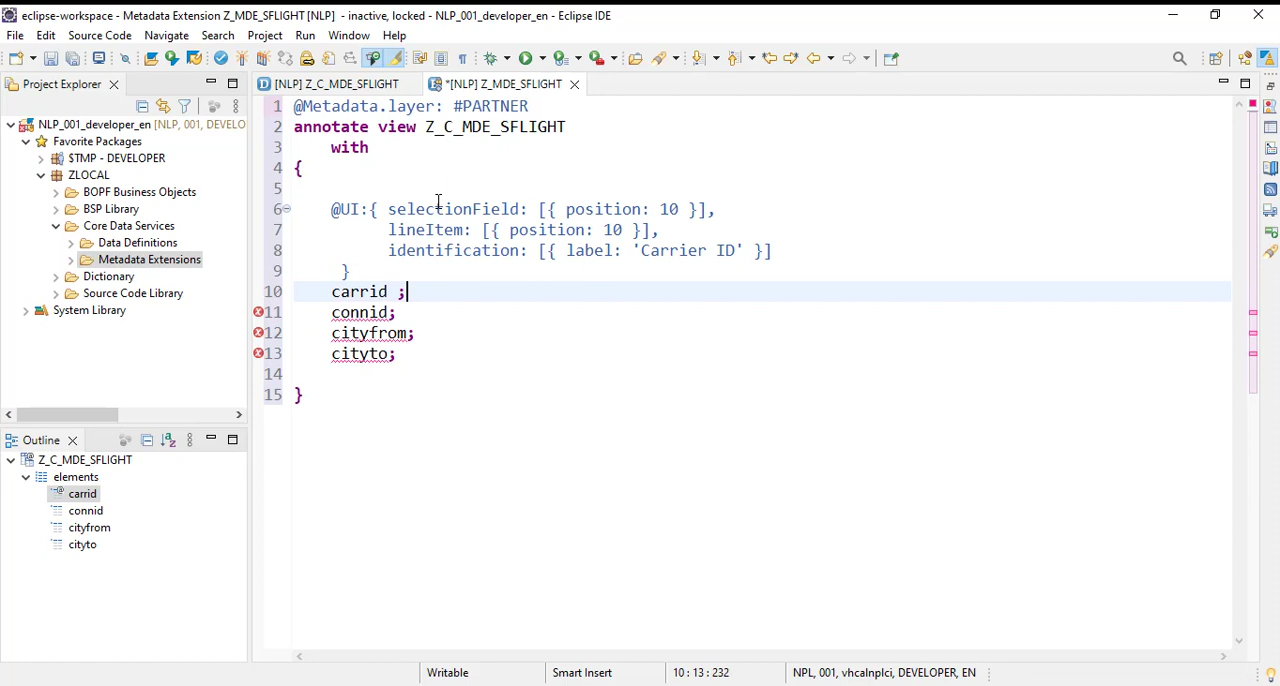 eclipse-workspace - Metadata Extension Z_MDE_SFLIGHT [NLP] - inactive, locked - NLP_001_developer_en - Eclipse IDE
File Edit Source Code Navigate Search Project Run Window Help
Project Explorer
[NLP] Z_C_MDE_SFLIGHT
*[NLP] Z_MDE_SFLIGHT
NLP_001_developer_en [NLP, 001, DEVELO
Favorite Packages
$TMP - DEVELOPER
ZLOCAL
BOPF Business Objects
BSP Library
Core Data Services
Data Definitions
Metadata Extensions
Dictionary
Source Code Library
System Library
1 @Metadata.layer: #PARTNER
2 annotate view Z_C_MDE_SFLIGHT
3 with
4 {
5
6 @UI:{ selectionField: [{ position: 10 }],
7 lineItem: [{ position: 10 }],
8 identification: [{ label: 'Carrier ID' }]
9 }
10 carrid ;
11 connid;
12 cityfrom;
13 cityto;
14
15 }
Outline
Z_C_MDE_SFLIGHT
elements
carrid
connid
cityfrom
cityto
Writable Smart Insert 10 : 13 : 232 NPL, 001, vhcalnplci, DEVELOPER, EN